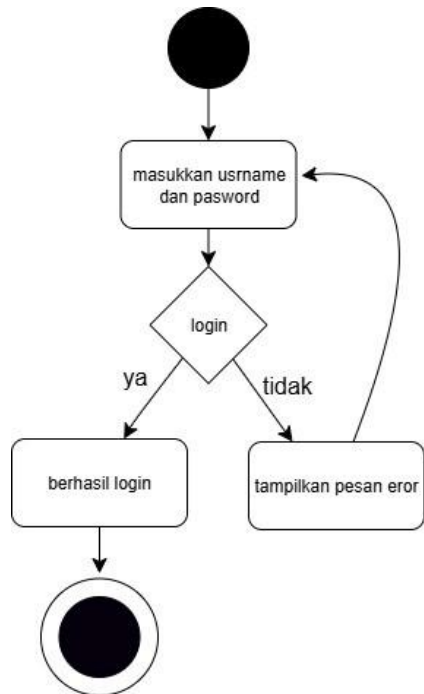 masukkan usrname
dan pasword
login
ya
tidak
berhasil login
tampilkan pesan eror